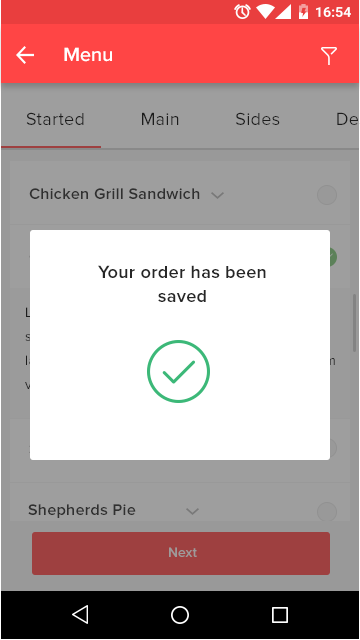 16:54
Menu
Started Main Sides De
Chicken Grill Sandwich
Your order has been
saved
Shepherds Pie
Next